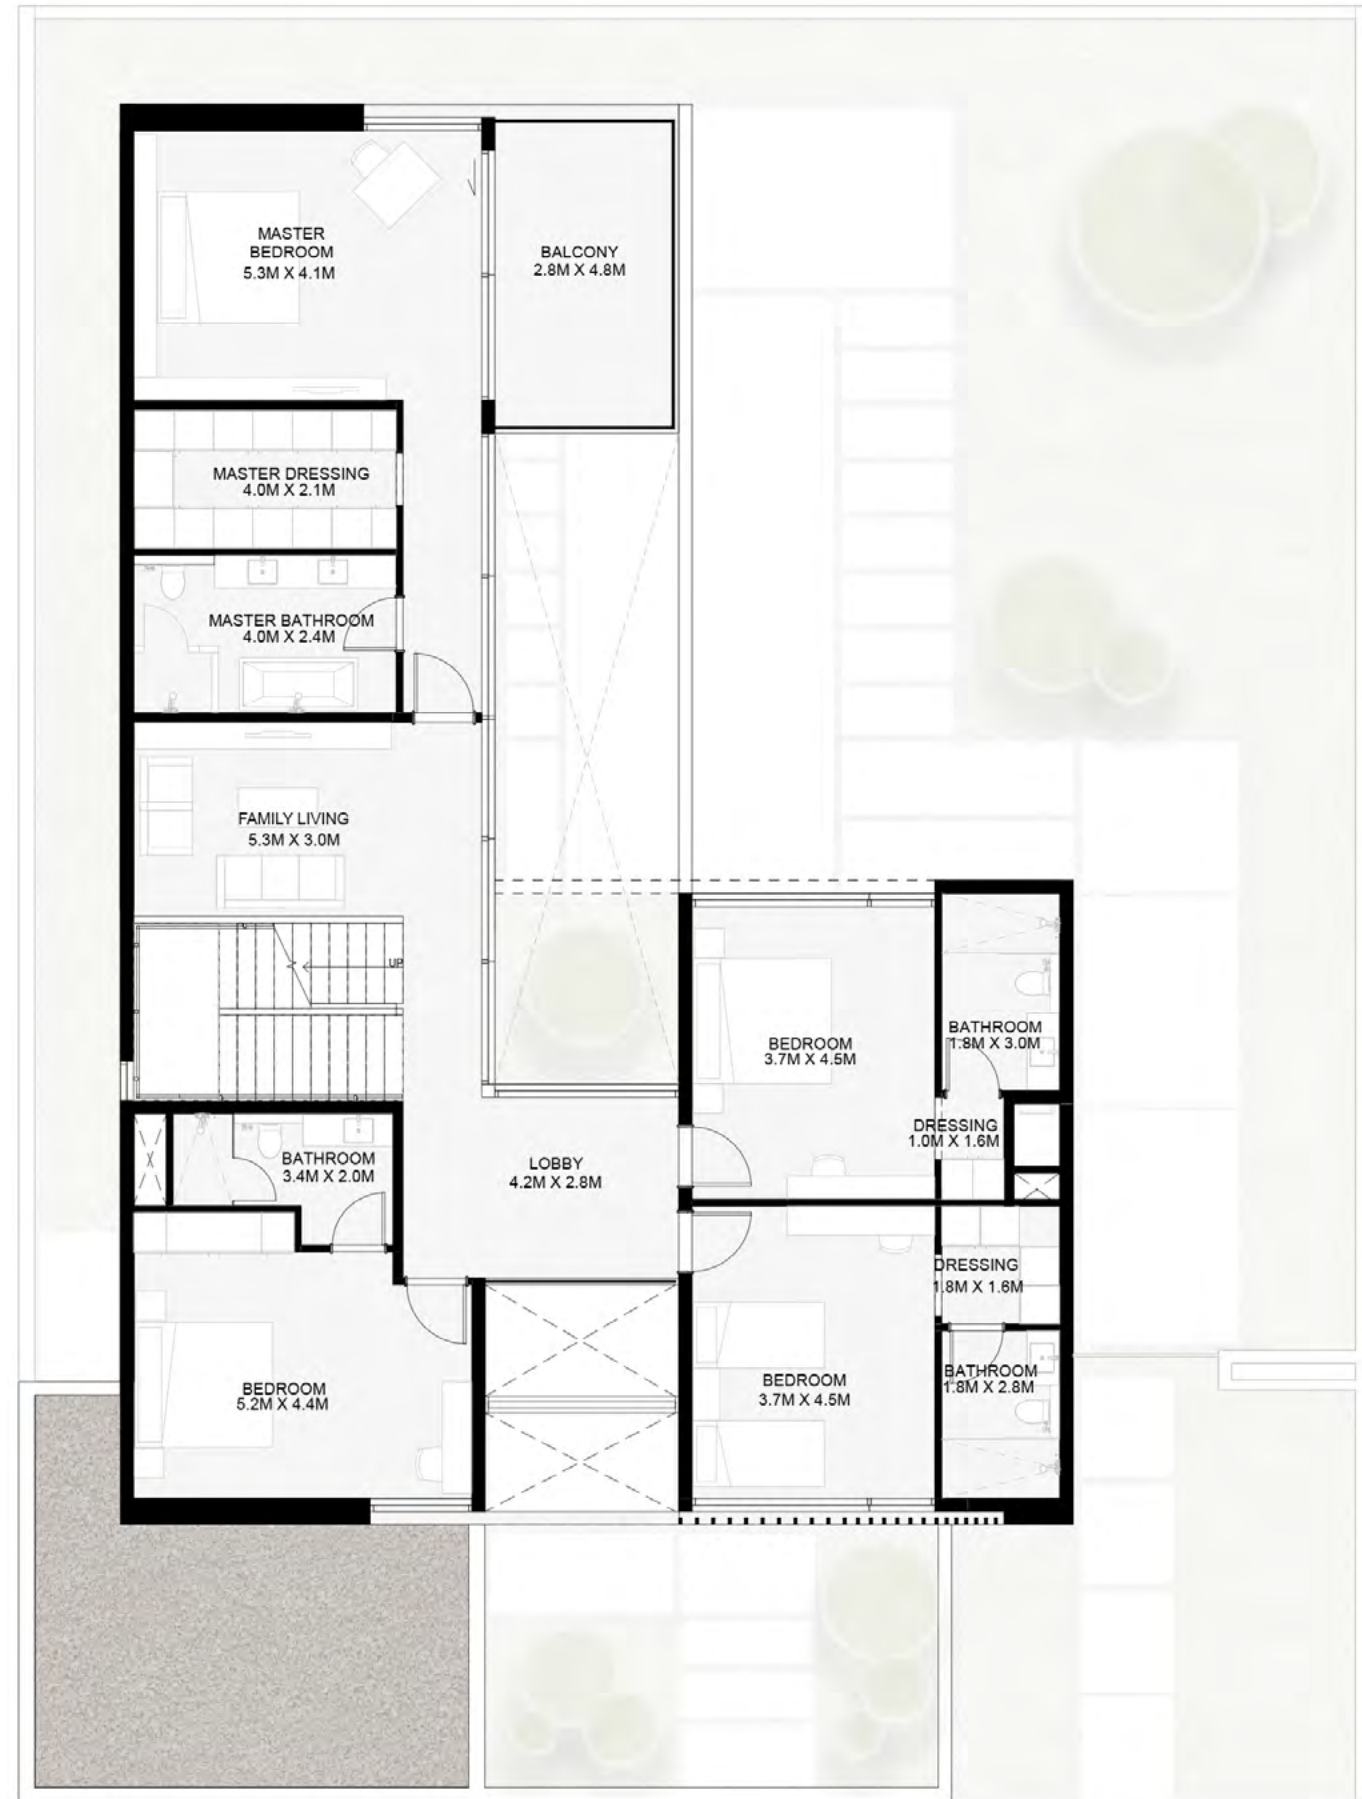 MASTER
BEDROOM
5.3M X 4.1M
BALCONY
2.8M X 4.8M
MASTER DRESSING
4.0M X 2.1M
MASTER BATHROOM
4.0M X 2.4M
FAMILY LIVING
5.3M X 3.0M
UP
BATHROOM
1.8M X 3.0M
BEDROOM
3.7M X 4.5M
DRESSING
1.0M X 1.6M
BATHROOM
3.4M X 2.0M
LOBBY
4.2M X 2.8M
DRESSING
1.8M X 1.6M
BEDROOM
5.2M X 4.4M
BEDROOM
3.7M X 4.5M
BATHROOM
1.8M X 2.8M